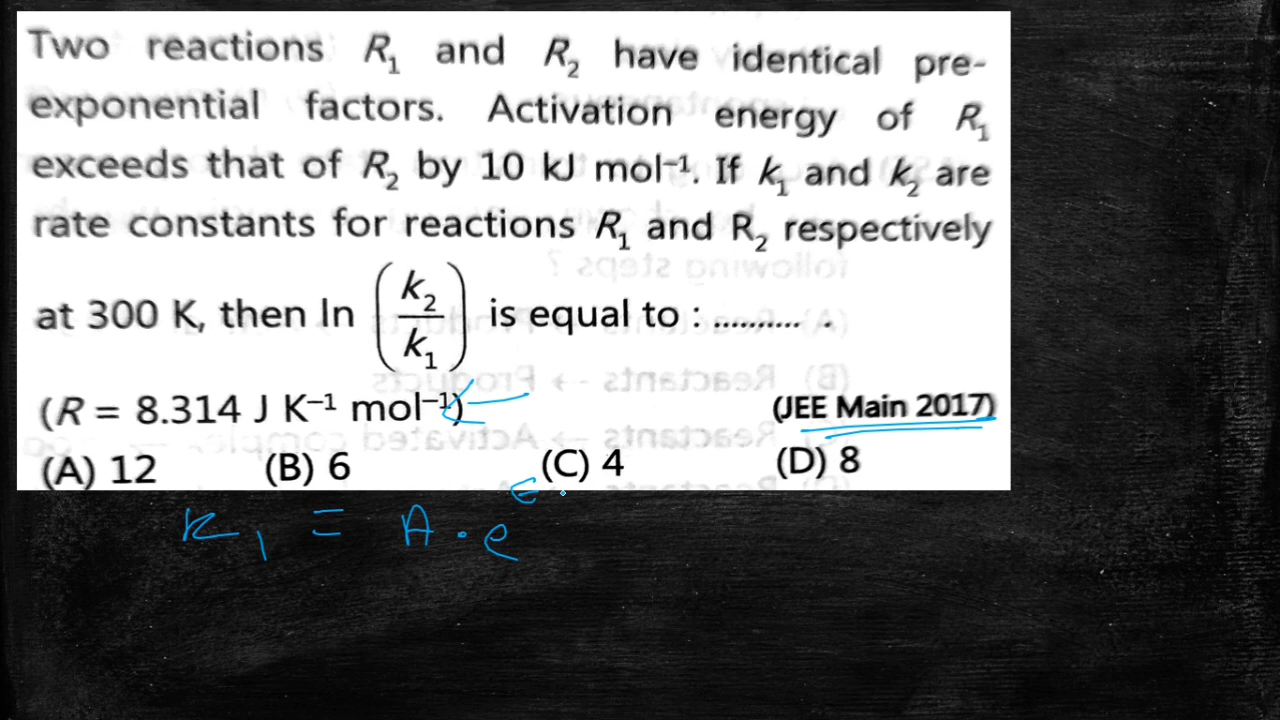 Two reactions R₁ and R₂ have identical pre-
exponential factors. Activation energy of R₁
exceeds that of R₂ by 10 kJ mol⁻¹. If k₁ and k₂ are
rate constants for reactions R₁ and R₂ respectively
at 300 K, then ln (k₂/k₁) is equal to : .......... .
(R = 8.314 J K⁻¹ mol⁻¹) (JEE Main 2017)
(A) 12 (B) 6 (C) 4 (D) 8
K₁ = A · e